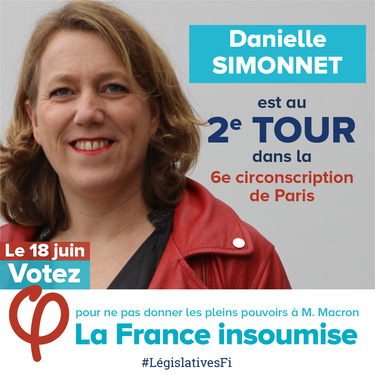 Danielle
SIMONNET
est au
2e TOUR
dans la
6e circonscription
de Paris
Le 18 juin
Votez
φ
pour ne pas donner les pleins pouvoirs à M. Macron
La France insoumise
#LégislativesFi